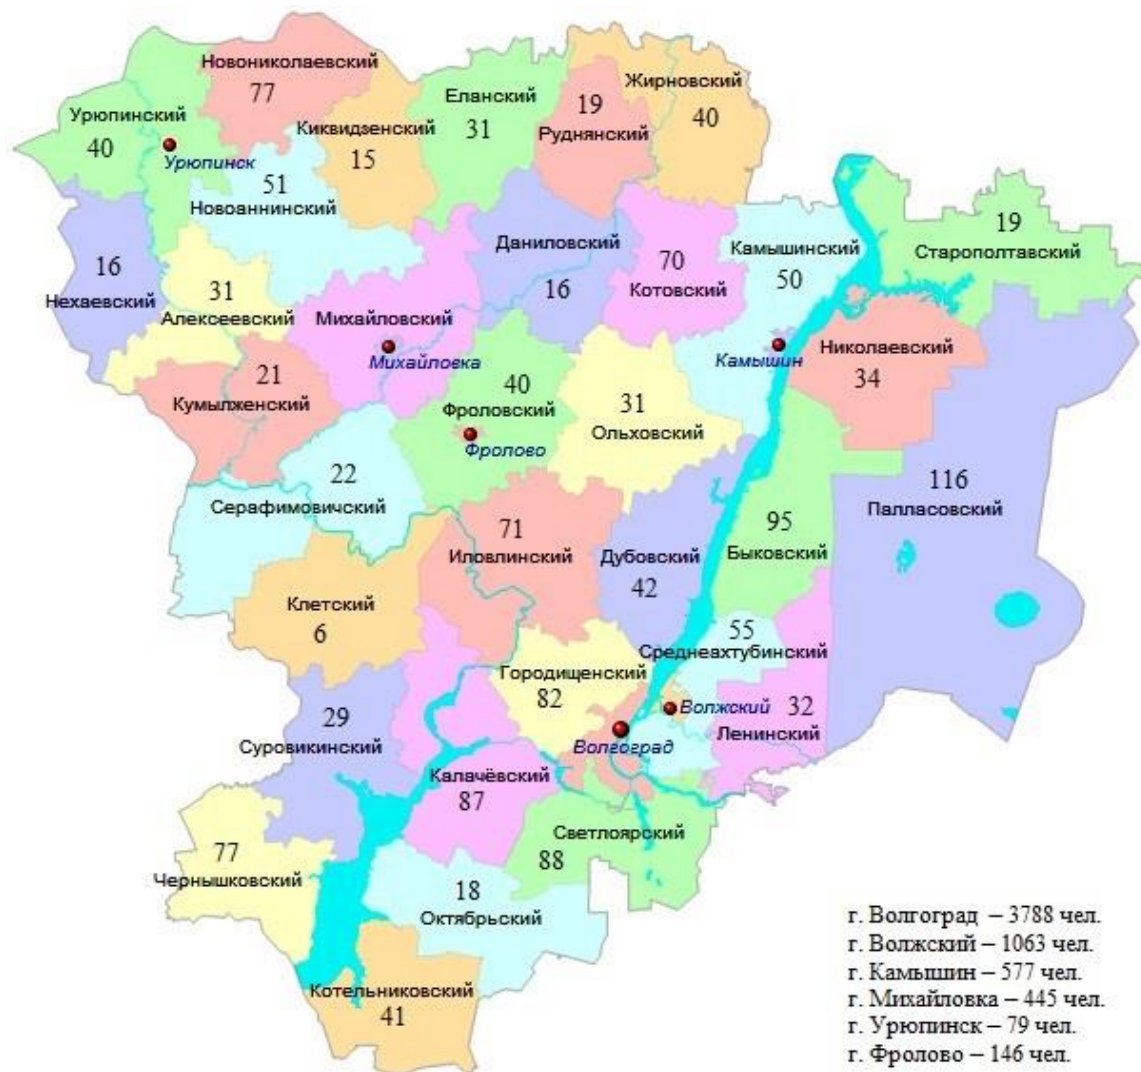 Новониколаевский
77
Урюпинский
40
Урюпинск
Киквидзенский
15
Еланский
31
19
Руднянский
Жирновский
40
51
Новоаннинский
16
Нехаевский
31
Алексеевский
Михайловский
Михайловка
Даниловский
16
70
Котовский
Камышинский
50
Камышин
19
Старополтавский
Николаевский
34
21
Кумылженский
40
Фроловский
Фролово
31
Ольховский
22
Серафимовичский
71
Иловлинский
Дубовский
42
95
Быковский
116
Палласовский
Клетский
6
55
Среднеахтубинский
Городищенский
82
Волжский
Волгоград
32
Ленинский
29
Суровикинский
Калачёвский
87
Светлоярский
88
77
Чернышковский
18
Октябрьский
Котельниковский
41
г. Волгоград – 3788 чел.
г. Волжский – 1063 чел.
г. Камышин – 577 чел.
г. Михайловка – 445 чел.
г. Урюпинск – 79 чел.
г. Фролово – 146 чел.